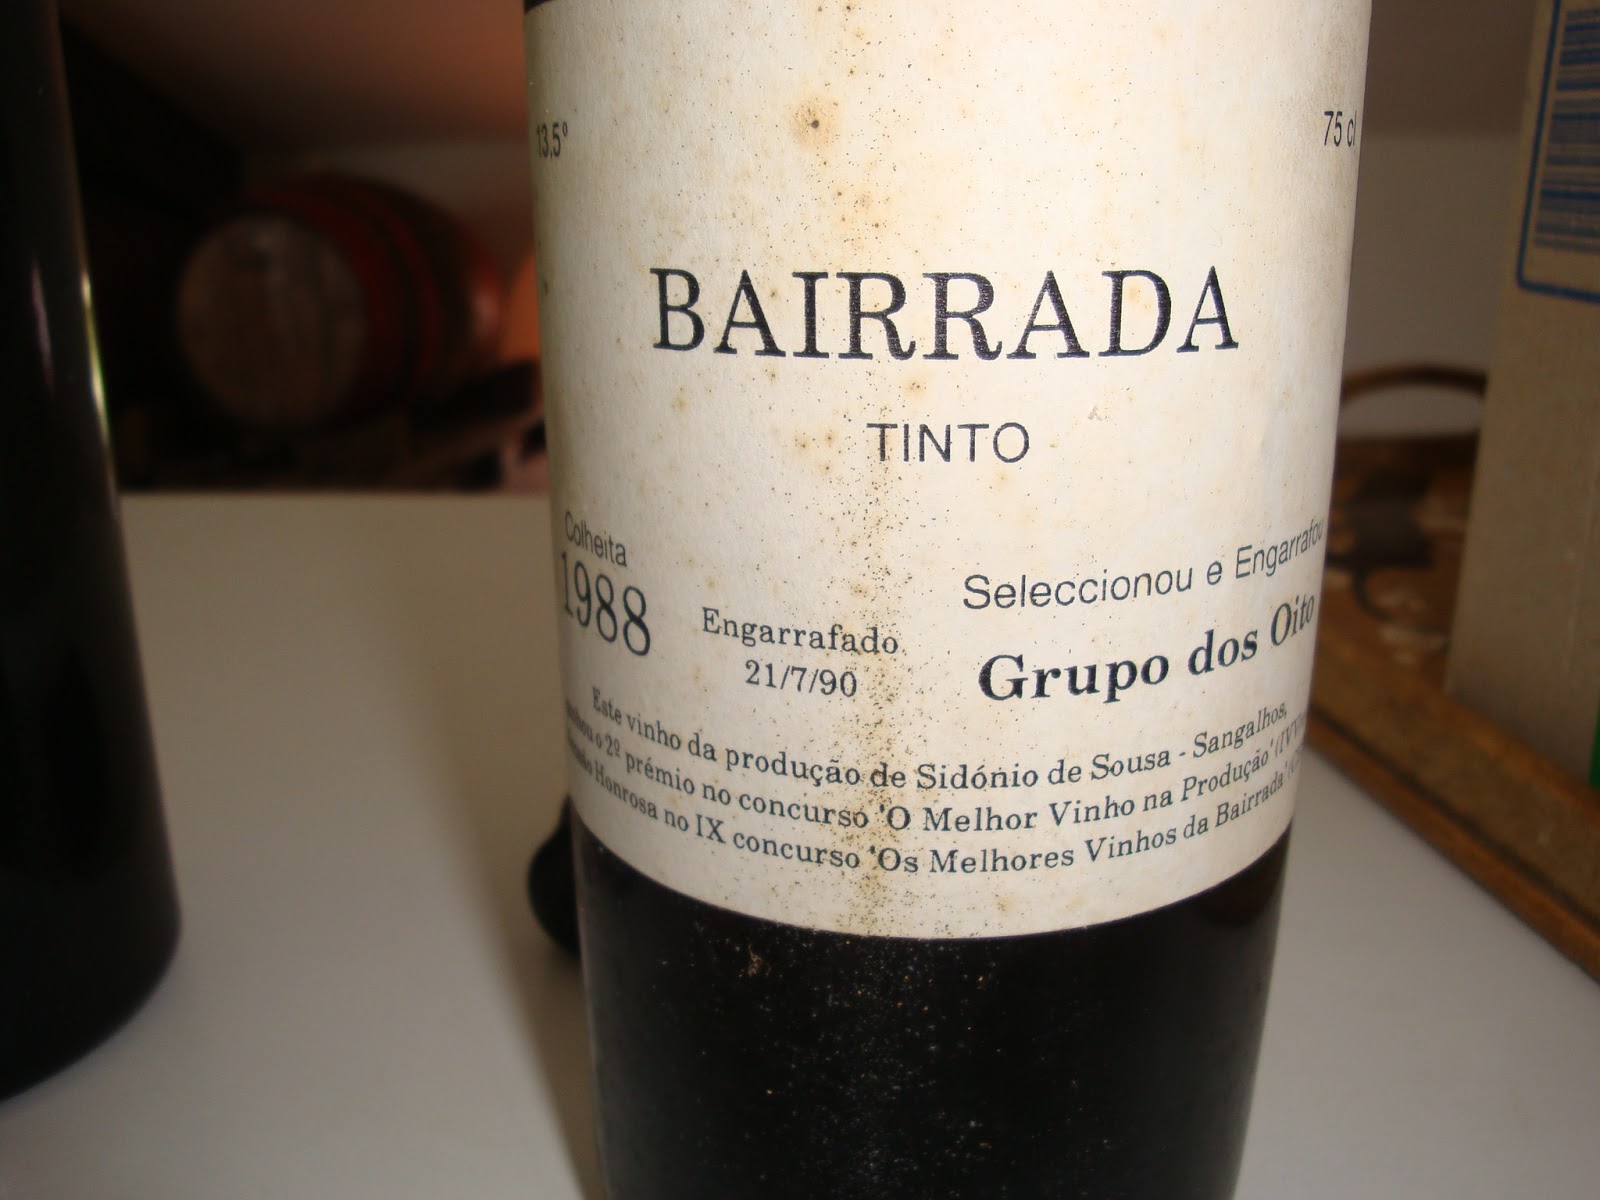 13,5° 75 cl
BAIRRADA
TINTO
Colheita
1988
Engarrafado
21/7/90
Seleccionou e Engarrafou
Grupo dos Oito
Este vinho da produção de Sidónio de Sousa - Sangalhos,
o 2º prémio no concurso 'O Melhor Vinho na Produção'
Honrosa no IX concurso 'Os Melhores Vinhos da Bairrada'